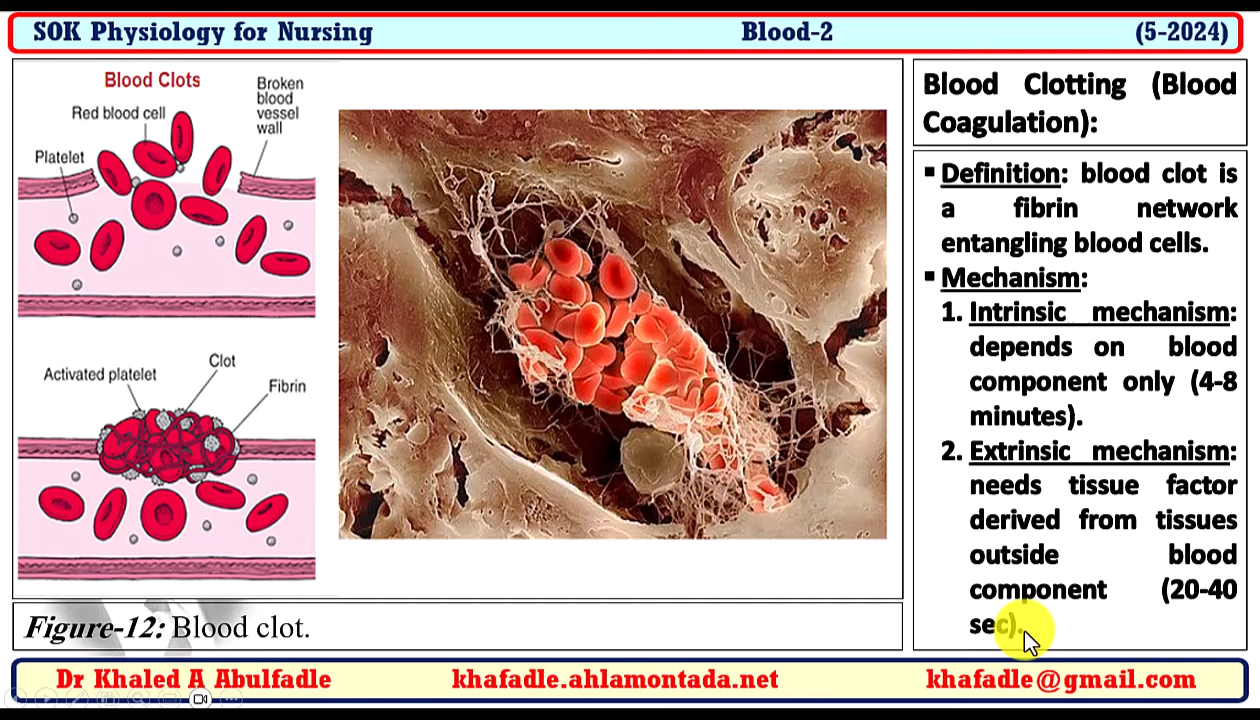 SOK Physiology for Nursing Blood-2 (5-2024)
Blood Clots
Broken
blood
vessel
wall
Red blood cell
Platelet
Clot
Activated platelet
Fibrin
Figure-12: Blood clot.
Blood Clotting (Blood
Coagulation):
▪ Definition: blood clot is
a fibrin network
entangling blood cells.
▪ Mechanism:
1. Intrinsic mechanism:
depends on blood
component only (4-8
minutes).
2. Extrinsic mechanism:
needs tissue factor
derived from tissues
outside blood
component (20-40
sec).
Dr Khaled A Abulfadle khafadle.ahlamontada.net khafadle@gmail.com